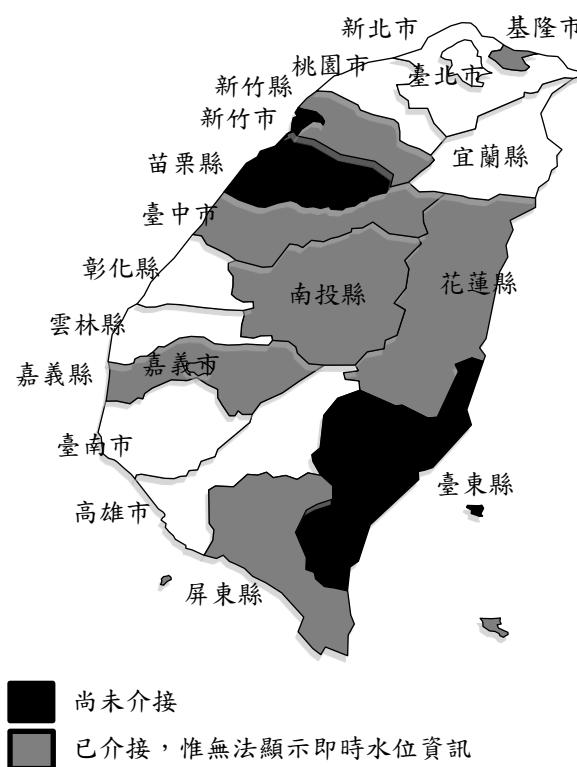 新北市
基隆市
桃園市
臺北市
新竹縣
新竹市
宜蘭縣
苗栗縣
臺中市
彰化縣
南投縣
花蓮縣
雲林縣
嘉義市
嘉義縣
臺南市
臺東縣
高雄市
屏東縣
尚未介接
已介接，惟無法顯示即時水位資訊